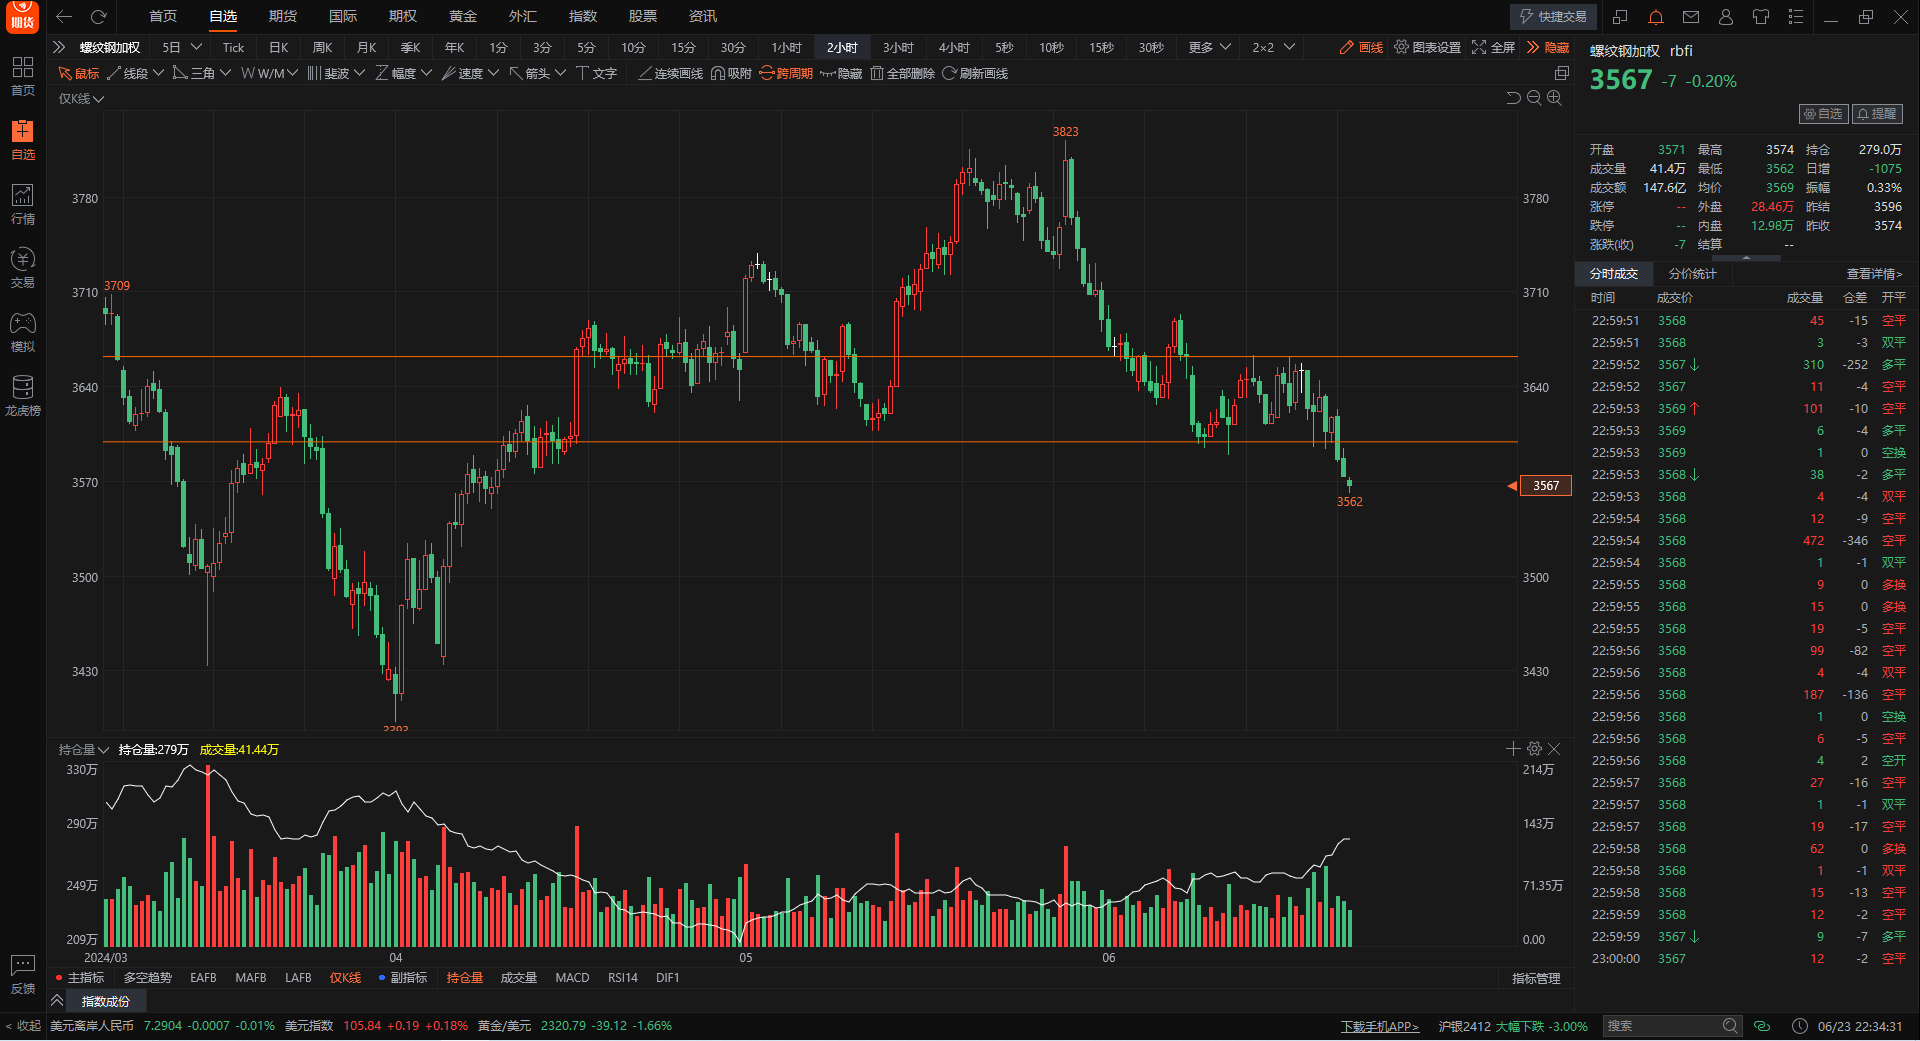 期货
首页 自选 期货 国际 期权 黄金 外汇 指数 股票 资讯 快捷交易
螺纹钢加权 5日 Tick 日K 周K 月K 季K 年K 1分 3分 5分 10分 15分 30分 1小时 2小时 3小时 4小时 5秒 10秒 15秒 30秒 更多 2×2 画线 图表设置 全屏 隐藏
鼠标 线段 三角 W/M 斐波 幅度 速度 箭头 文字 连续画线 吸附 跨周期 隐藏 全部删除 刷新画线
仅K线
首页
自选
行情
交易
模拟
龙虎榜
反馈
< 收起
3823
3780 3780
3709
3710 3710
3640 3640
3570 3567
3562
3500 3500
3430 3430
3393
持仓量 持仓量:279万 成交量:41.44万
330万 214万
290万 143万
249万 71.35万
209万 0.00
2024/03 04 05 06
主指标 多空趋势 EAFB MAFB LAFB 仅K线 副指标 持仓量 成交量 MACD RSI14 DIF1 指标管理
指数成份
螺纹钢加权 rbfi
3567 -7 -0.20%
自选 提醒
开盘 3571 最高 3574 持仓 279.0万
成交量 41.4万 最低 3562 日增 -1075
成交额 147.6亿 均价 3569 振幅 0.33%
涨停 -- 外盘 28.46万 昨结 3596
跌停 -- 内盘 12.98万 昨收 3574
涨跌(收) -7 结算 --
分时成交 分价统计 查看详情>
时间 成交价 成交量 仓差 开平
22:59:51 3568 45 -15 空平
22:59:51 3568 3 -3 双平
22:59:52 3567↓ 310 -252 多平
22:59:52 3567 11 -4 空平
22:59:53 3569↑ 101 -10 空平
22:59:53 3569 6 -4 多平
22:59:53 3569 1 0 空换
22:59:53 3568↓ 38 -2 多平
22:59:53 3568 4 -4 双平
22:59:54 3568 12 -9 空平
22:59:54 3568 472 -346 空平
22:59:54 3568 1 -1 双平
22:59:55 3568 9 0 多换
22:59:55 3568 15 0 多换
22:59:55 3568 19 -5 空平
22:59:56 3568 99 -82 空平
22:59:56 3568 4 -4 双平
22:59:56 3568 187 -136 空平
22:59:56 3568 1 0 空换
22:59:56 3568 6 -5 空平
22:59:56 3568 4 2 空开
22:59:57 3568 27 -16 空平
22:59:57 3568 1 -1 双平
22:59:57 3568 19 -17 空平
22:59:58 3568 62 0 多换
22:59:58 3568 1 -1 双平
22:59:58 3568 15 -13 空平
22:59:59 3568 12 -2 空平
22:59:59 3567↓ 9 -7 多平
23:00:00 3567 12 -2 空平
美元离岸人民币 7.2904 -0.0007 -0.01% 美元指数 105.84 +0.19 +0.18% 黄金/美元 2320.79 -39.12 -1.66% 下载手机APP> 沪银2412 大幅下跌 -3.00% 搜索 06/23 22:34:31